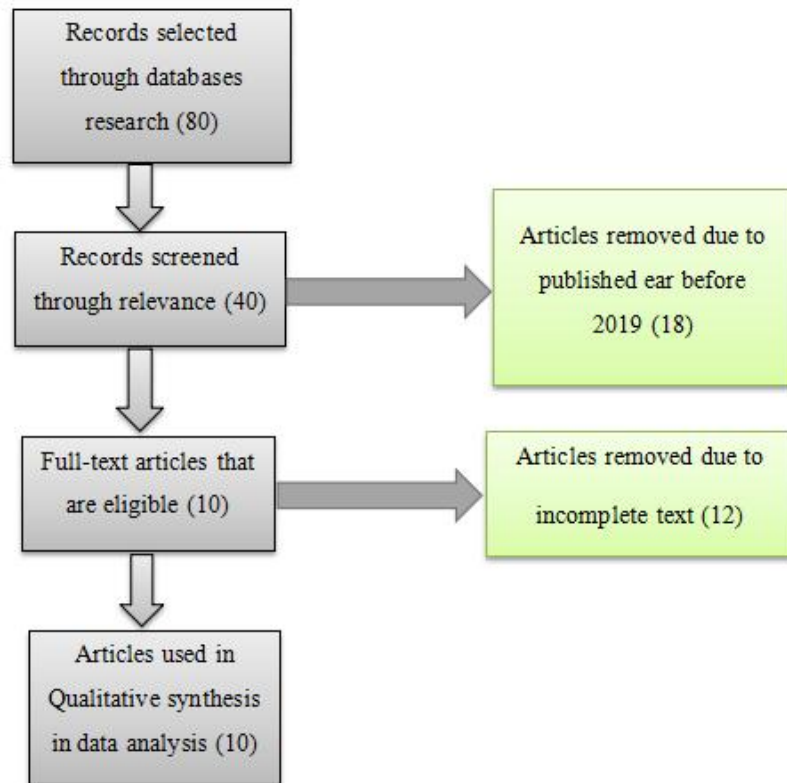 Records selected
through databases
research (80)
Records screened
through relevance (40)
Articles removed due to
published ear before
2019 (18)
Full-text articles that
are eligible (10)
Articles removed due to
incomplete text (12)
Articles used in
Qualitative synthesis
in data analysis (10)